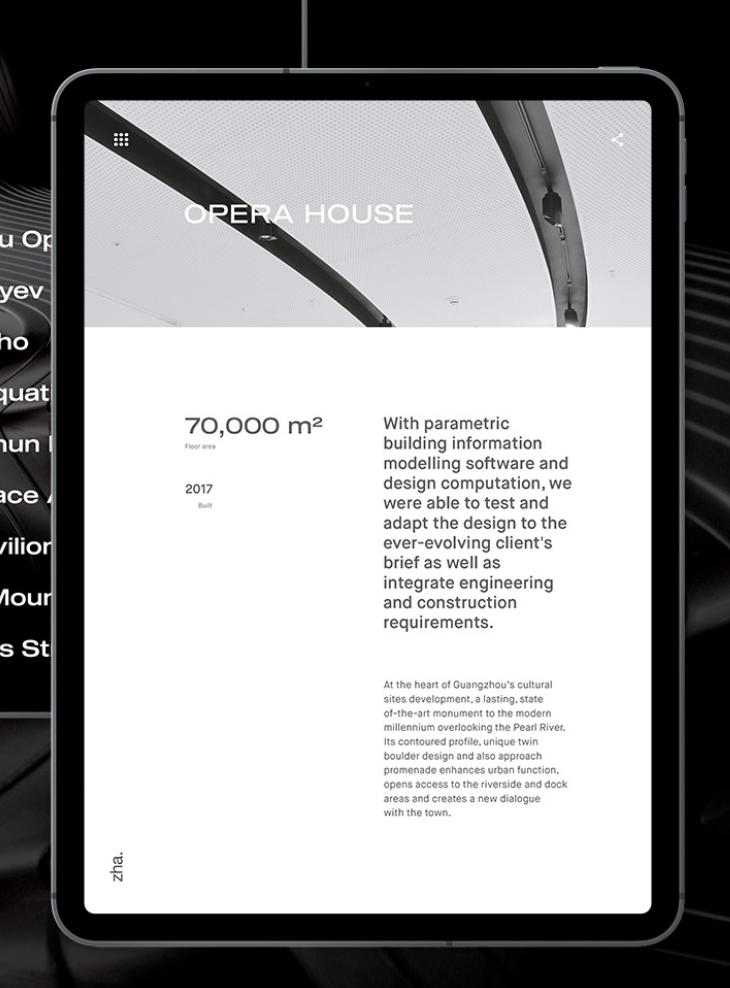 OPERA HOUSE
70,000 m²
Floor area
2017
Built
With parametric
building information
modelling software and
design computation, we
were able to test and
adapt the design to the
ever-evolving client's
brief as well as
integrate engineering
and construction
requirements.
At the heart of Guangzhou's cultural
sites development, a lasting, state
of-the-art monument to the modern
millennium overlooking the Pearl River.
Its contoured profile, unique twin
boulder design and also approach
promenade enhances urban function,
opens access to the riverside and dock
areas and creates a new dialogue
with the town.
zha.
u Op
yev
ho
quat
nun
ace
vilion
Moun
s St